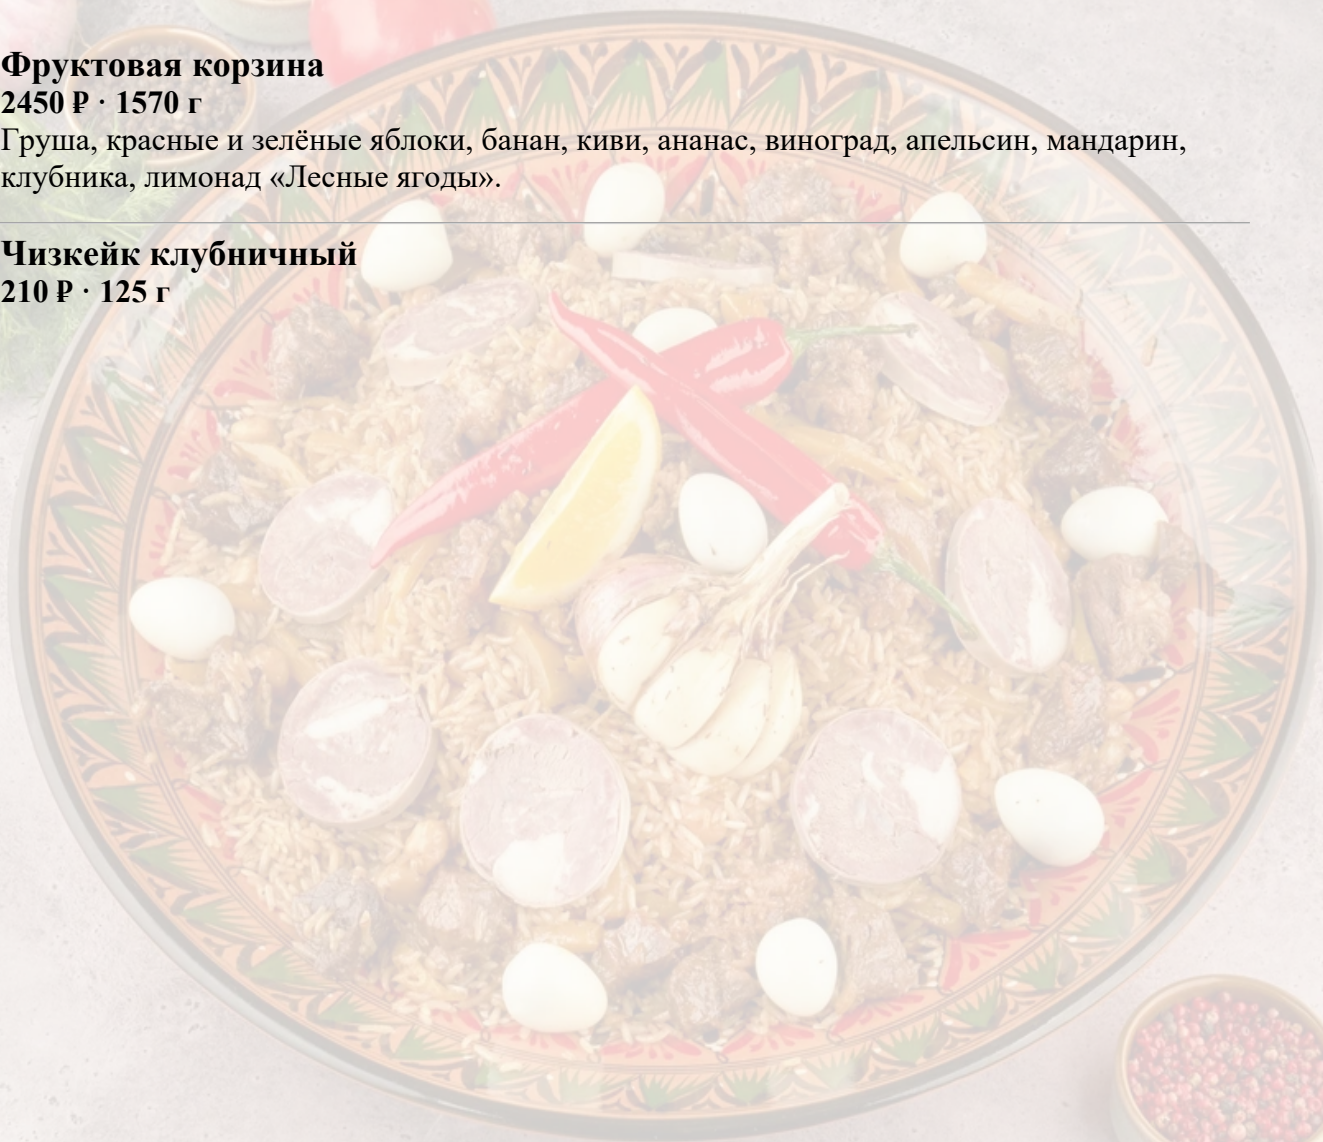 Фруктовая корзина
2450 ₽ · 1570 г
Груша, красные и зелёные яблоки, банан, киви, ананас, виноград, апельсин, мандарин,
клубника, лимонад «Лесные ягоды».
Чизкейк клубничный
210 ₽ · 125 г